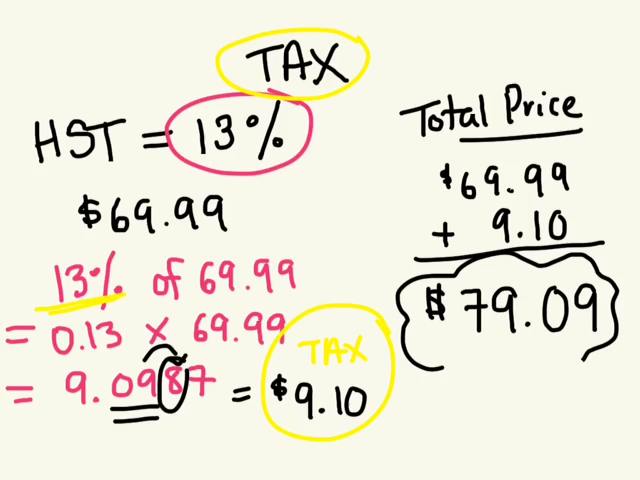 TAX
HST = 13%
$69.99
13% of 69.99
= 0.13 x 69.99
= 9.0987 = $9.10
TAX
Total Price
$69.99
+ 9.10
$79.09